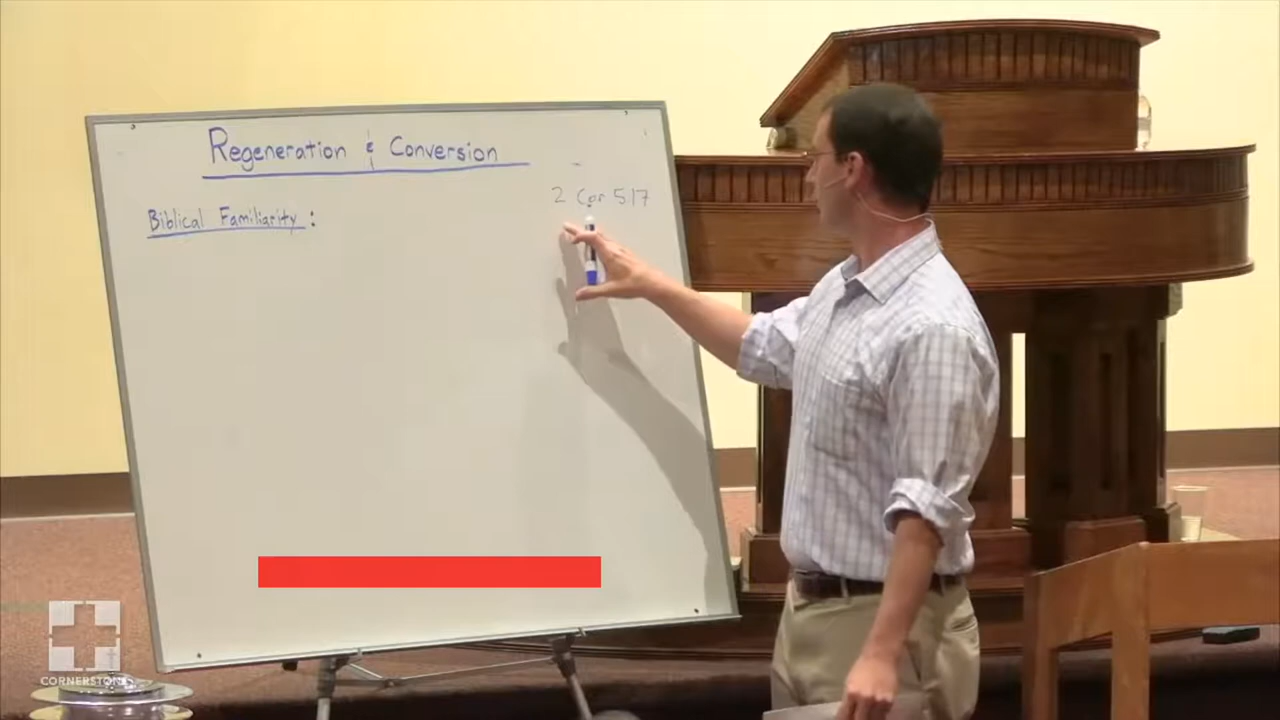 Regeneration & Conversion
2 Cor 5:17
Biblical Familiarity :
CORNERSTONE